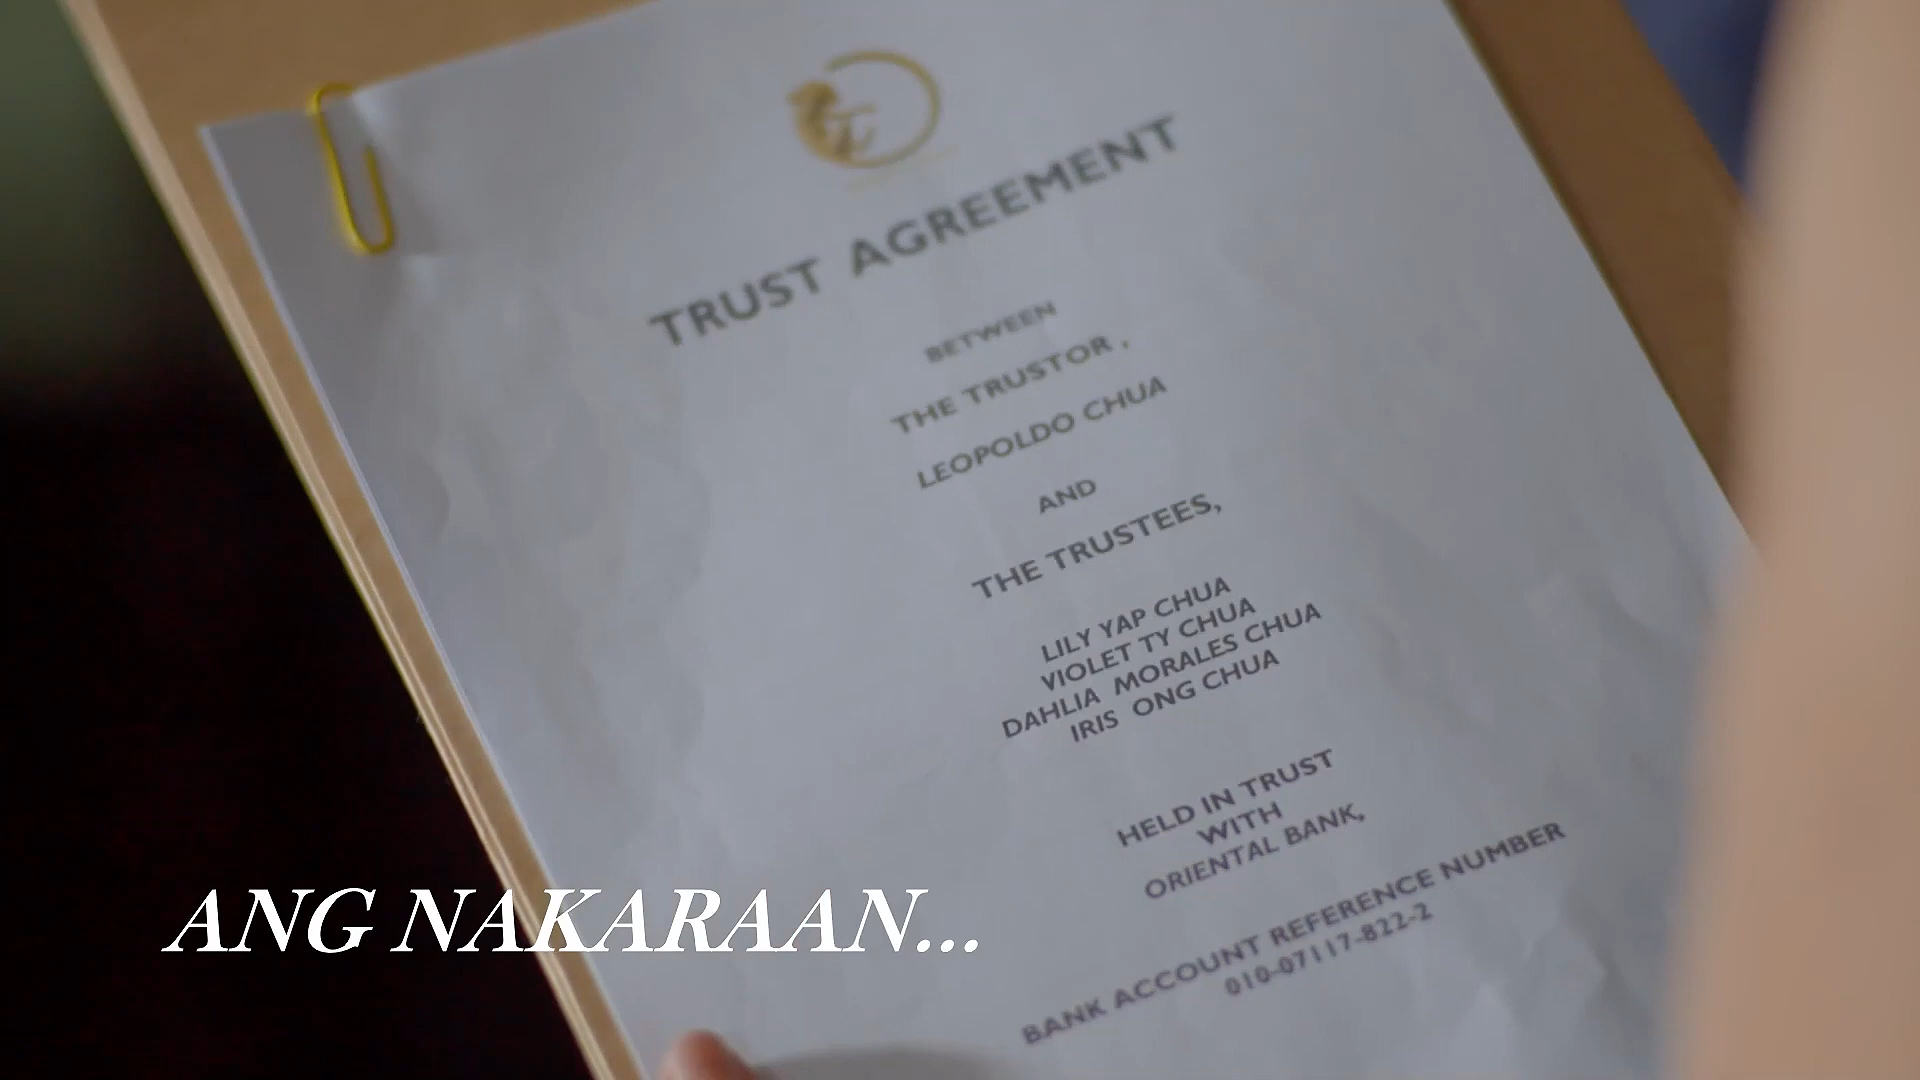 TRUST AGREEMENT
BETWEEN
THE TRUSTOR ,
LEOPOLDO CHUA
AND
THE TRUSTEES,
LILY YAP CHUA
VIOLET TY CHUA
DAHLIA MORALES CHUA
IRIS ONG CHUA
HELD IN TRUST
WITH
ORIENTAL BANK,
BANK ACCOUNT REFERENCE NUMBER
010-07117-822-2
ANG NAKARAAN...